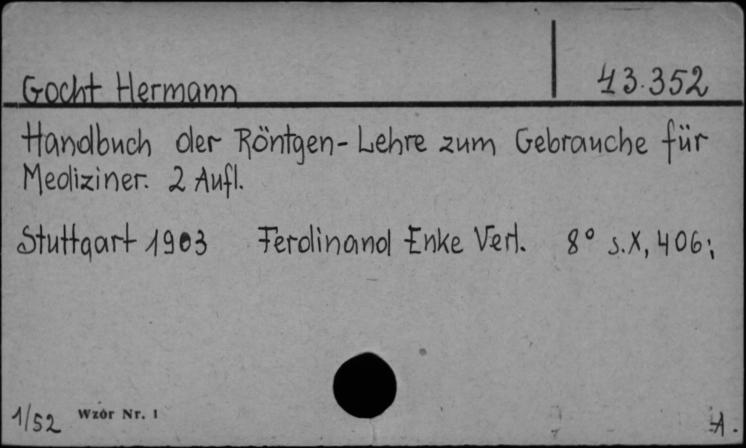 Gocht Hermann
43.352
Handbuch der Röntgen-Lehre zum Gebrauche für
Mediziner. 2 Aufl.
Stuttgart 1903 Ferdinand Enke Verl. 8° s.X, 406;
1/52 Wzór Nr. 1
A.